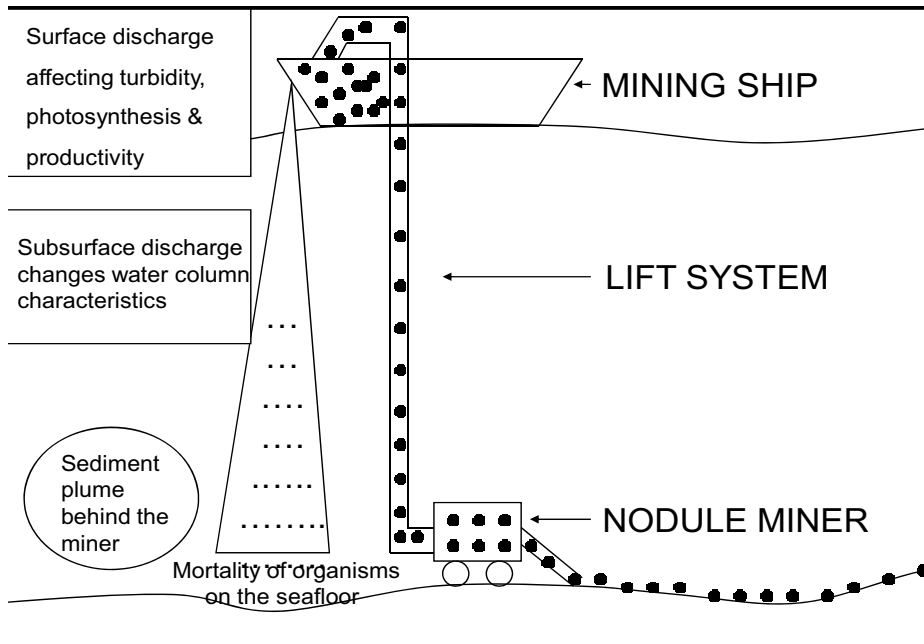 Surface discharge
affecting turbidity,
photosynthesis &
productivity
MINING SHIP
Subsurface discharge
changes water column
characteristics
LIFT SYSTEM
Sediment
plume
behind the
miner
NODULE MINER
Mortality of organisms
on the seafloor